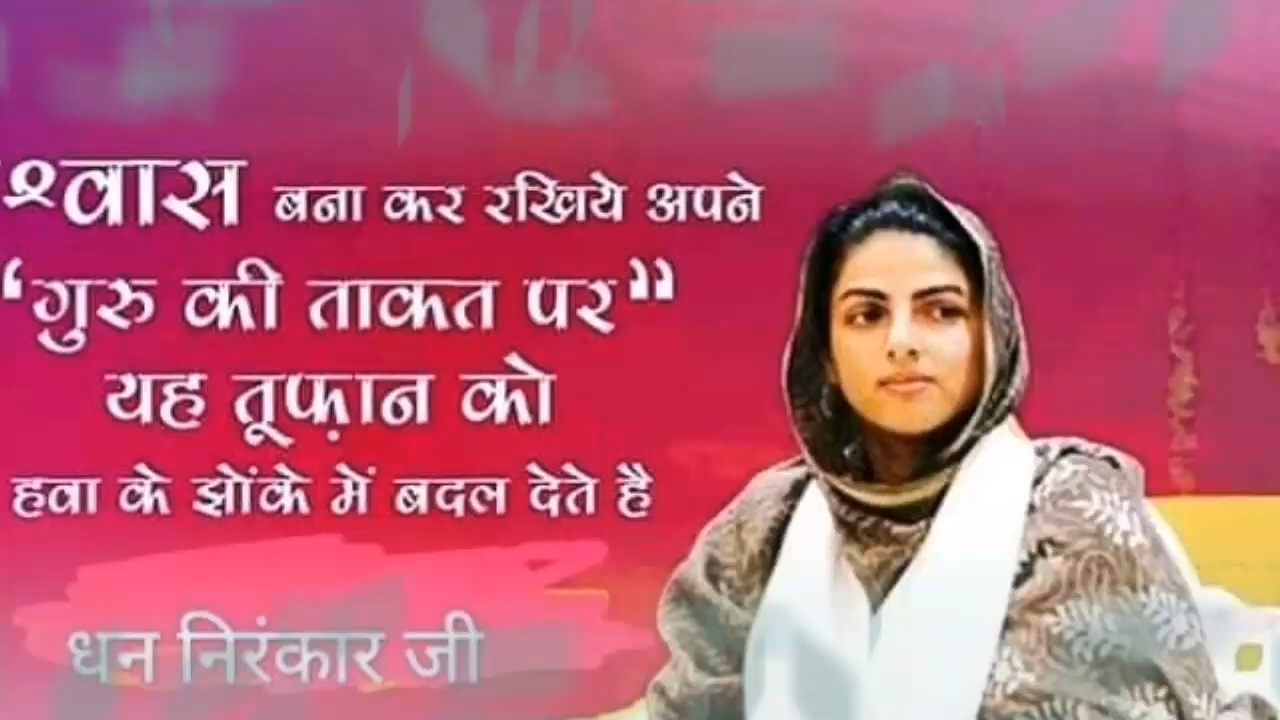 श्वास बना कर रखिये अपने
‘गुरु की ताकत पर”
यह तूफ़ान को
हवा के झोंके में बदल देते है
धन निरंकार जी